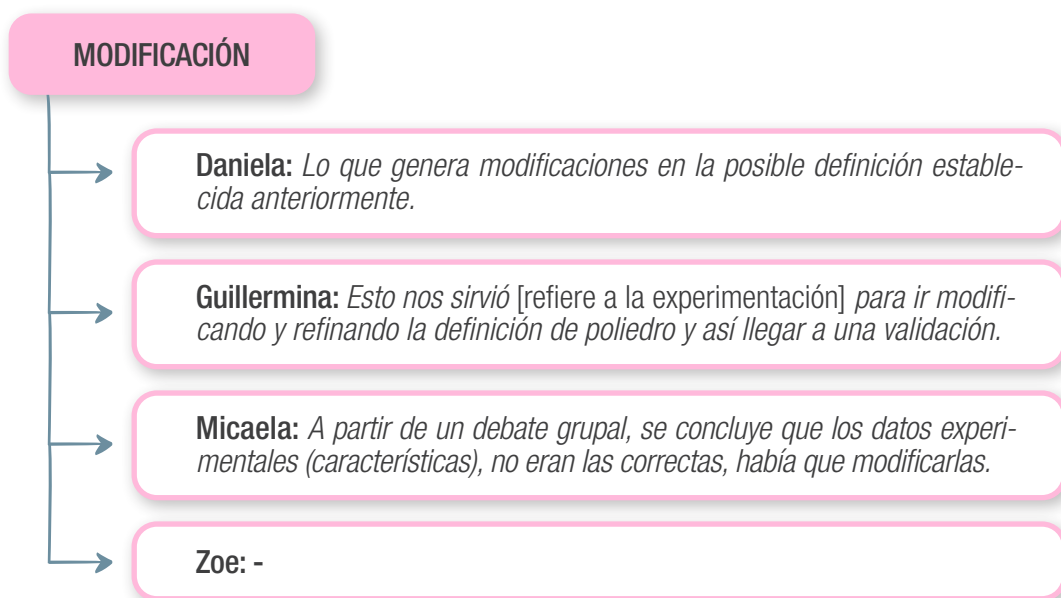 MODIFICACIÓN
Daniela: Lo que genera modificaciones en la posible definición estable-
cida anteriormente.
Guillermina: Esto nos sirvió [refiere a la experimentación] para ir modifi-
cando y refinando la definición de poliedro y así llegar a una validación.
Micaela: A partir de un debate grupal, se concluye que los datos experi-
mentales (características), no eran las correctas, había que modificarlas.
Zoe: -